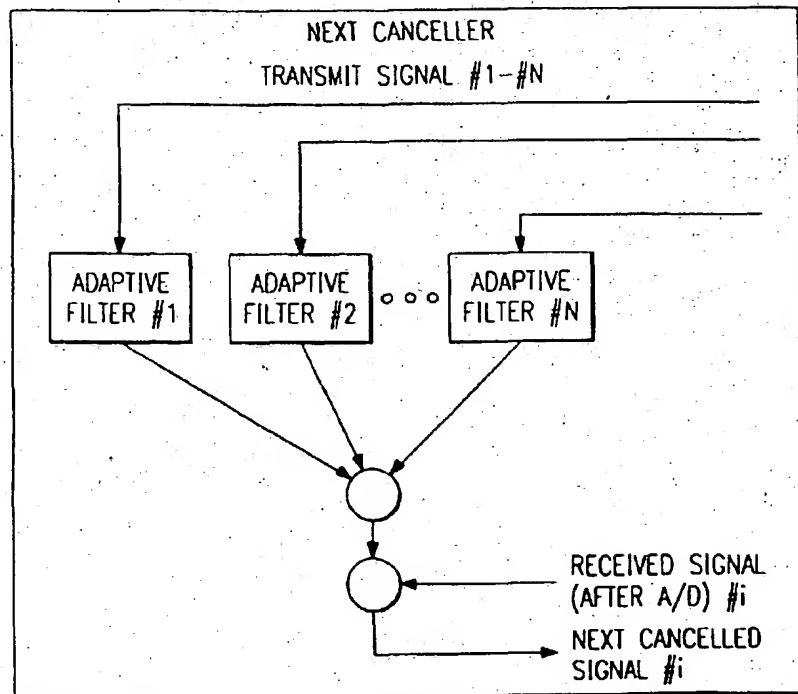 NEXT CANCELLER
TRANSMIT SIGNAL #1-#N
ADAPTIVE
FILTER #1
ADAPTIVE
FILTER #2
ADAPTIVE
FILTER #N
RECEIVED SIGNAL
(AFTER A/D) #i
NEXT CANCELLED
SIGNAL #i